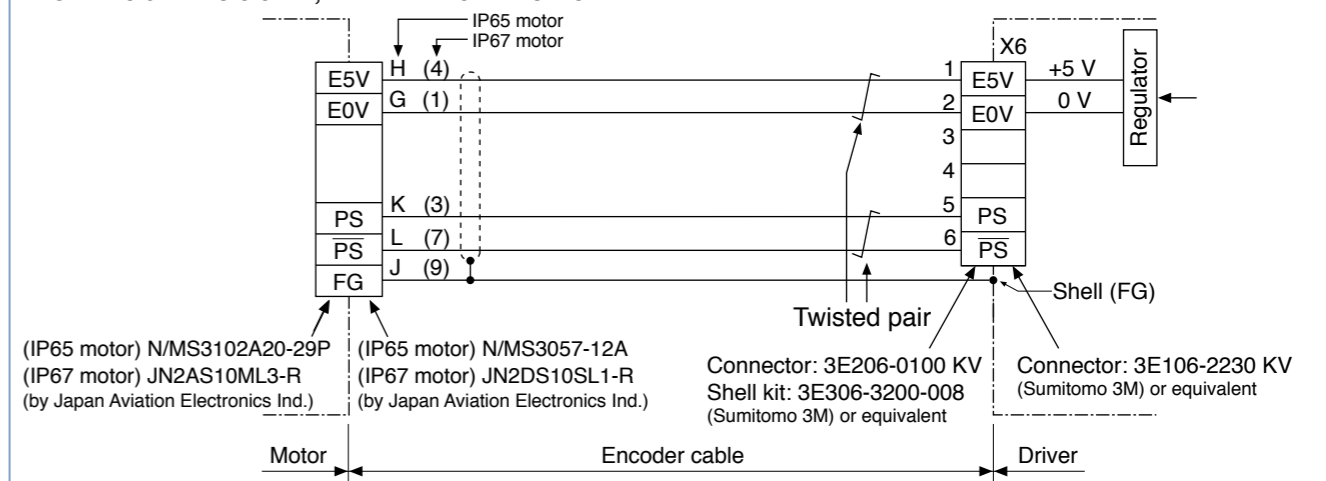 IP65 motor
IP67 motor
X6
H (4)
1
E5V
E5V
+5 V
G (1)
2
E0V
E0V
0 V
Regulator
3
4
K (3)
5
PS
PS
L (7)
6
P̅S̅
P̅S̅
J (9)
FG
Shell (FG)
Twisted pair
(IP65 motor) N/MS3102A20-29P
(IP67 motor) JN2AS10ML3-R
(by Japan Aviation Electronics Ind.)
(IP65 motor) N/MS3057-12A
(IP67 motor) JN2DS10SL1-R
(by Japan Aviation Electronics Ind.)
Connector: 3E206-0100 KV
Shell kit: 3E306-3200-008
(Sumitomo 3M) or equivalent
Connector: 3E106-2230 KV
(Sumitomo 3M) or equivalent
Motor
Encoder cable
Driver